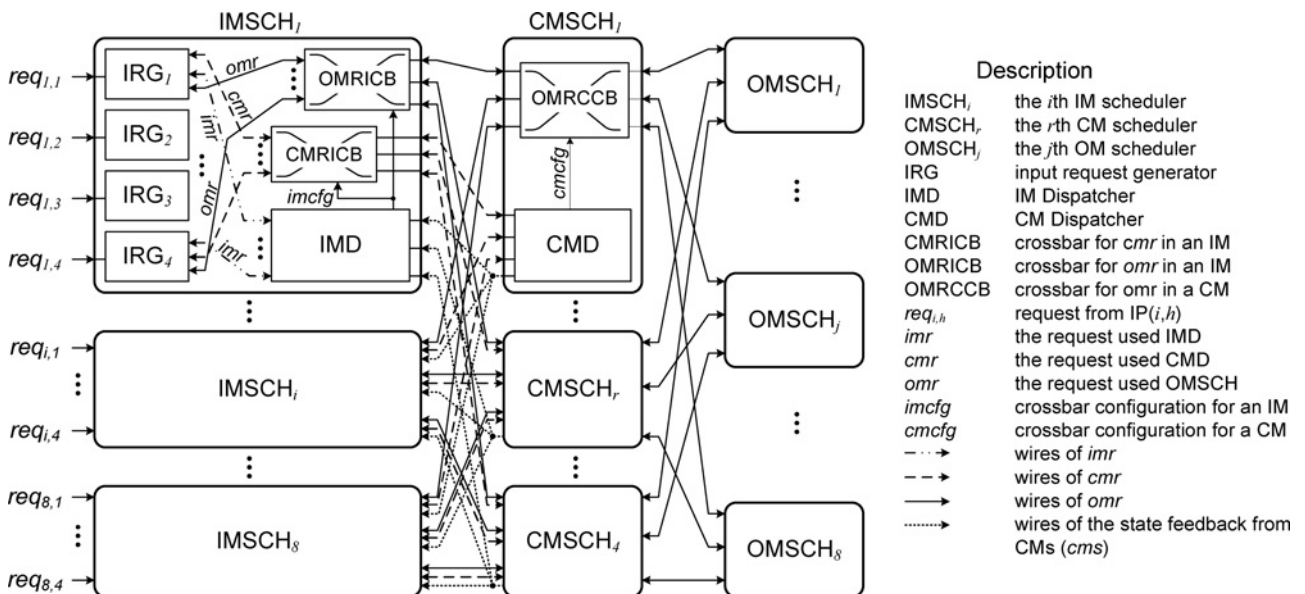 IMSCH1
CMSCH1
req1,1
IRG1
omr
OMRICB
OMRCCB
OMSCH1
cmr
imr
req1,2
IRG2
CMRICB
omr
imcfg
cmcfg
req1,3
IRG3
req1,4
IRG4
imr
IMD
CMD
OMSCHj
reqi,1
IMSCHi
CMSCHr
reqi,4
req8,1
IMSCH8
CMSCH4
OMSCH8
req8,4
Description
IMSCHi the ith IM scheduler
CMSCHr the rth CM scheduler
OMSCHj the jth OM scheduler
IRG input request generator
IMD IM Dispatcher
CMD CM Dispatcher
CMRICB crossbar for cmr in an IM
OMRICB crossbar for omr in an IM
OMRCCB crossbar for omr in a CM
reqi,h request from IP(i,h)
imr the request used IMD
cmr the request used CMD
omr the request used OMSCH
imcfg crossbar configuration for an IM
cmcfg crossbar configuration for a CM
wires of imr
wires of cmr
wires of omr
wires of the state feedback from
CMs (cms)